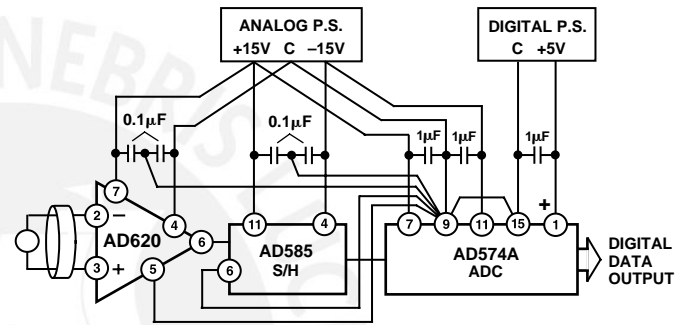 ANALOG P.S.
+15V C –15V
DIGITAL P.S.
C +5V
0.1μF
0.1μF
1μF
1μF
1μF
+
7
4
11
4
7
9
11
15
1
2
–
AD620
6
3
+
5
6
AD585
S/H
AD574A
ADC
DIGITAL
DATA
OUTPUT